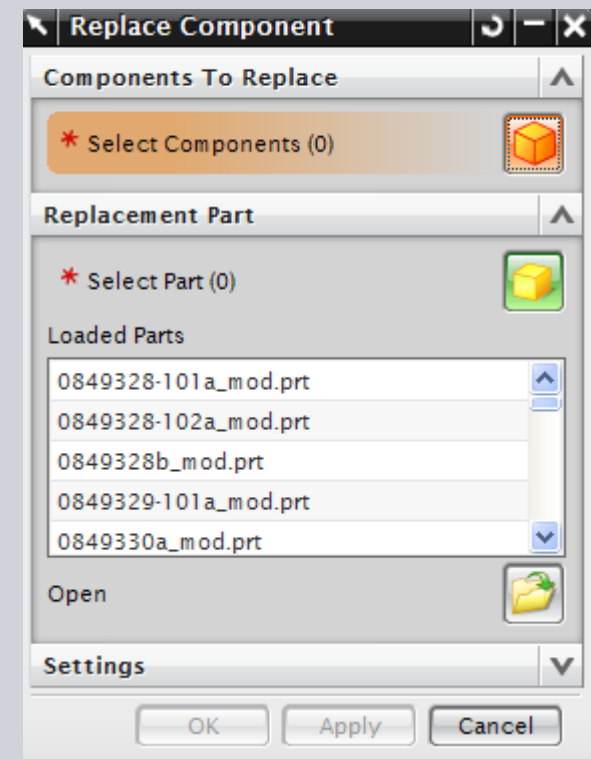 Replace Component
Components To Replace
* Select Components (0)
Replacement Part
* Select Part (0)
Loaded Parts
0849328-101a_mod.prt
0849328-102a_mod.prt
0849328b_mod.prt
0849329-101a_mod.prt
0849330a_mod.prt
Open
Settings
OK Apply Cancel